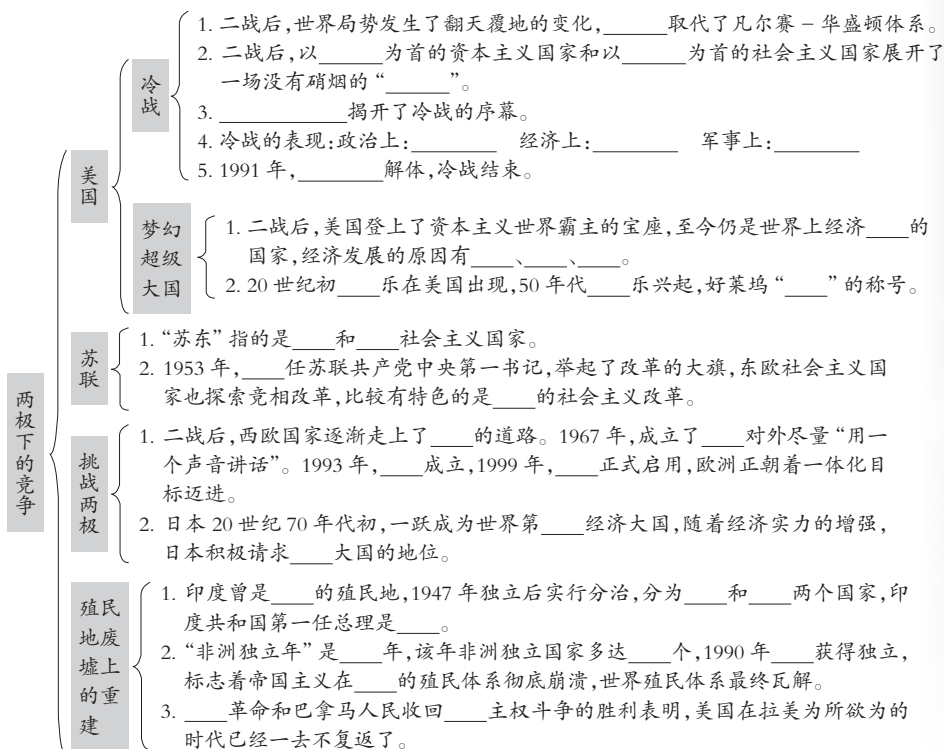 两极下的竞争
美国
冷战
1. 二战后,世界局势发生了翻天覆地的变化,______取代了凡尔赛－华盛顿体系。
2. 二战后,以______为首的资本主义国家和以______为首的社会主义国家展开了
一场没有硝烟的“______”。
3. ____________揭开了冷战的序幕。
4. 冷战的表现:政治上:________ 经济上:________ 军事上:________
5. 1991 年,________解体,冷战结束。
梦幻
超级
大国
1. 二战后,美国登上了资本主义世界霸主的宝座,至今仍是世界上经济____的
国家,经济发展的原因有____、____、____。
2. 20 世纪初____乐在美国出现,50 年代____乐兴起,好莱坞“____”的称号。
苏联
1. “苏东”指的是____和____社会主义国家。
2. 1953 年,____任苏联共产党中央第一书记,举起了改革的大旗,东欧社会主义国
家也探索竞相改革,比较有特色的是____的社会主义改革。
挑战两极
1. 二战后,西欧国家逐渐走上了____的道路。1967 年,成立了____对外尽量“用一
个声音讲话”。1993 年,____成立,1999 年,____正式启用,欧洲正朝着一体化目
标迈进。
2. 日本 20 世纪 70 年代初,一跃成为世界第____经济大国,随着经济实力的增强,
日本积极请求____大国的地位。
殖民
地废
墟上
的重
建
1. 印度曾是____的殖民地,1947 年独立后实行分治,分为____和____两个国家,印
度共和国第一任总理是____。
2. “非洲独立年”是____年,该年非洲独立国家多达____个,1990 年____获得独立,
标志着帝国主义在____的殖民体系彻底崩溃,世界殖民体系最终瓦解。
3. ____革命和巴拿马人民收回____主权斗争的胜利表明,美国在拉美为所欲为的
时代已经一去不复返了。